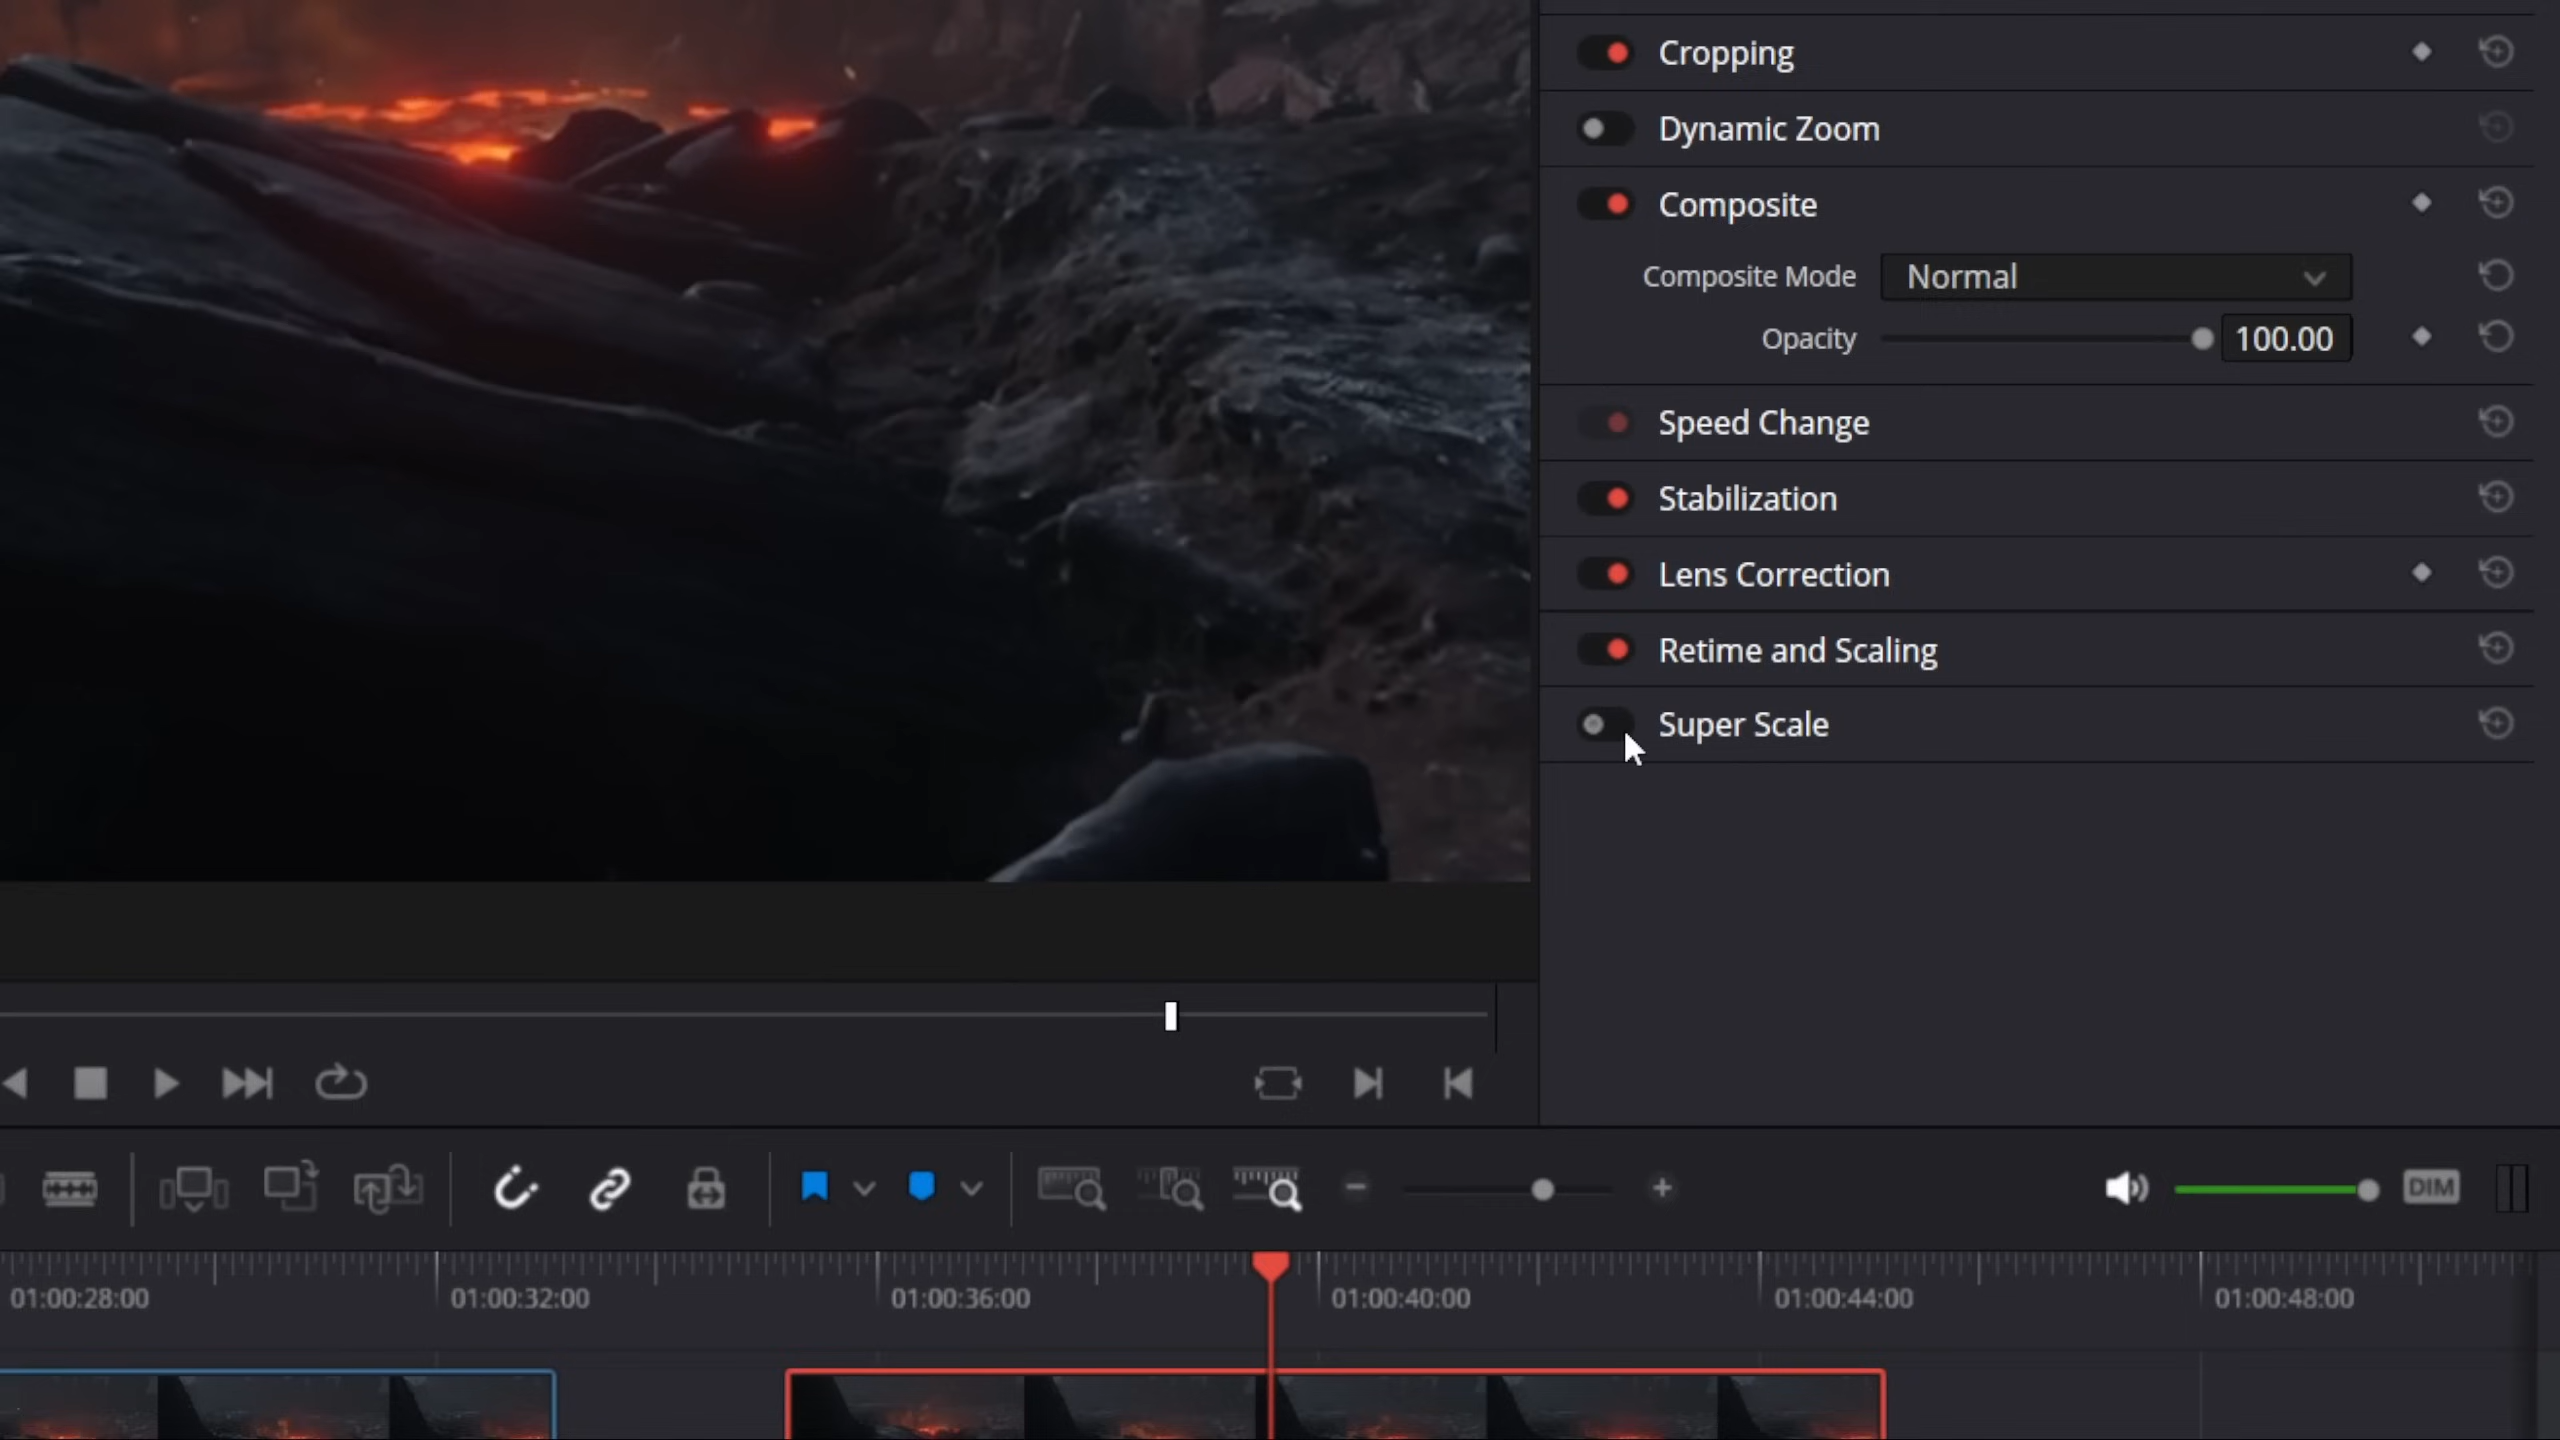 Cropping
Dynamic Zoom
Composite
Composite Mode Normal
Opacity 100.00
Speed Change
Stabilization
Lens Correction
Retime and Scaling
Super Scale
DIM
01:00:28:00 01:00:32:00 01:00:36:00 01:00:40:00 01:00:44:00 01:00:48:00